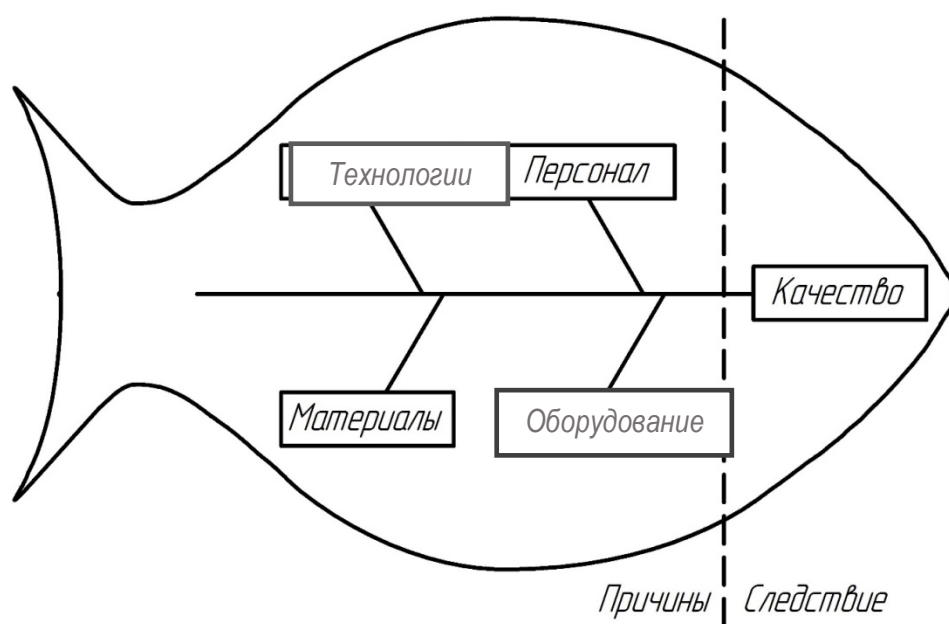 Технологии
Персонал
Качество
Материалы
Оборудование
Причины
Следствие